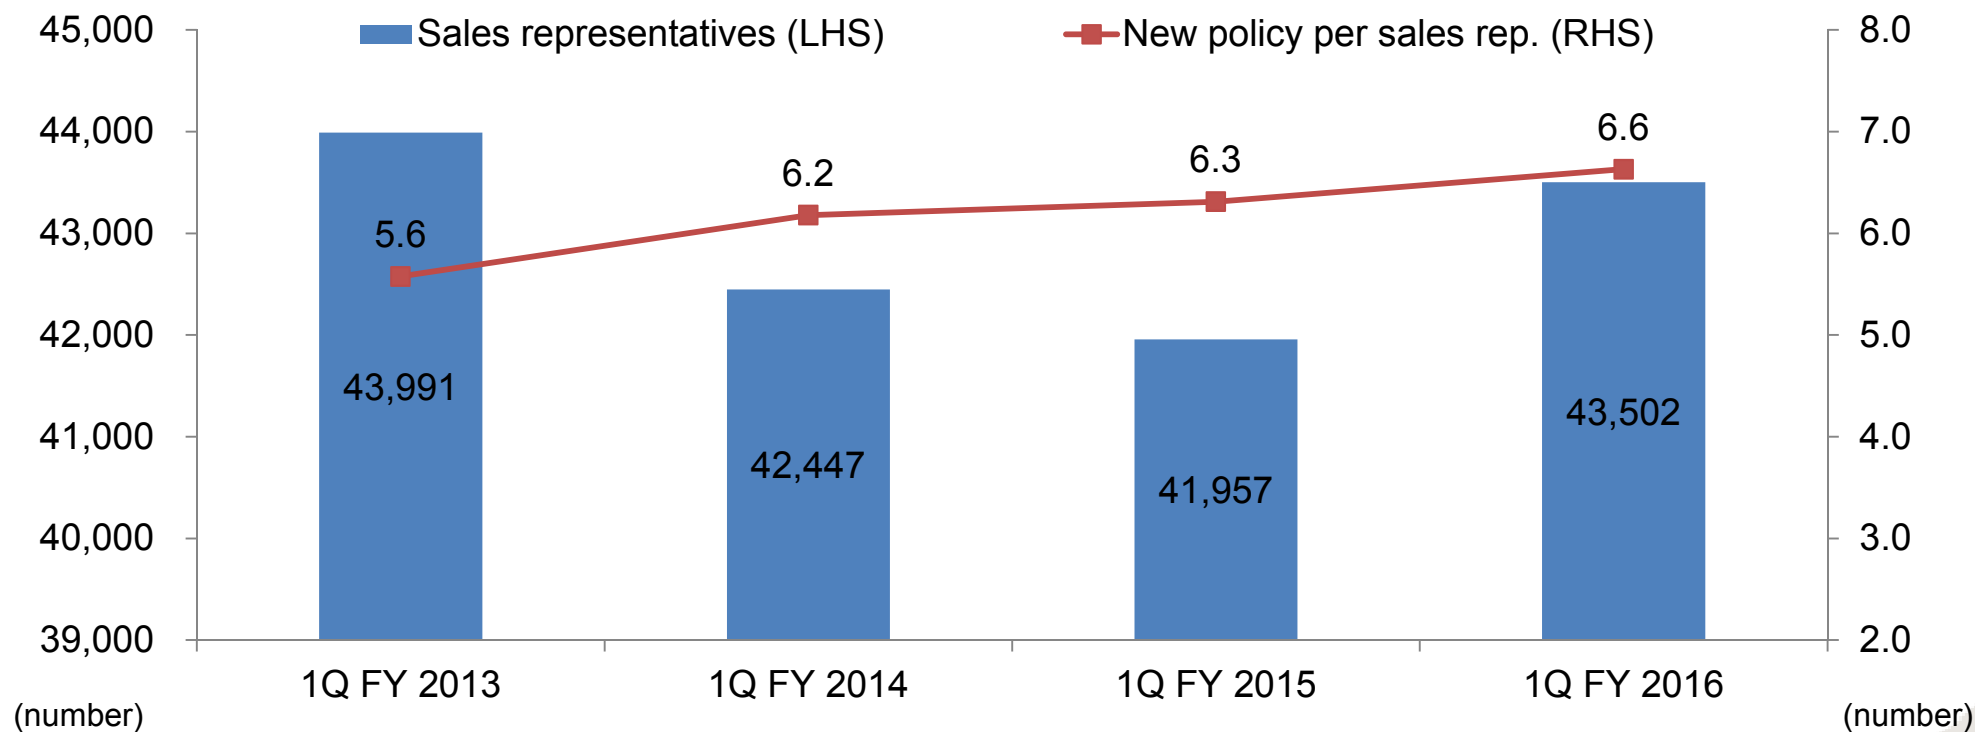 Sales representatives (LHS) New policy per sales rep. (RHS)
45,000 8.0
44,000 7.0
43,000 6.0
42,000 5.0
41,000 4.0
40,000 3.0
39,000 2.0
5.6 6.2 6.3 6.6
43,991 42,447 41,957 43,502
1Q FY 2013 1Q FY 2014 1Q FY 2015 1Q FY 2016
(number) (number)